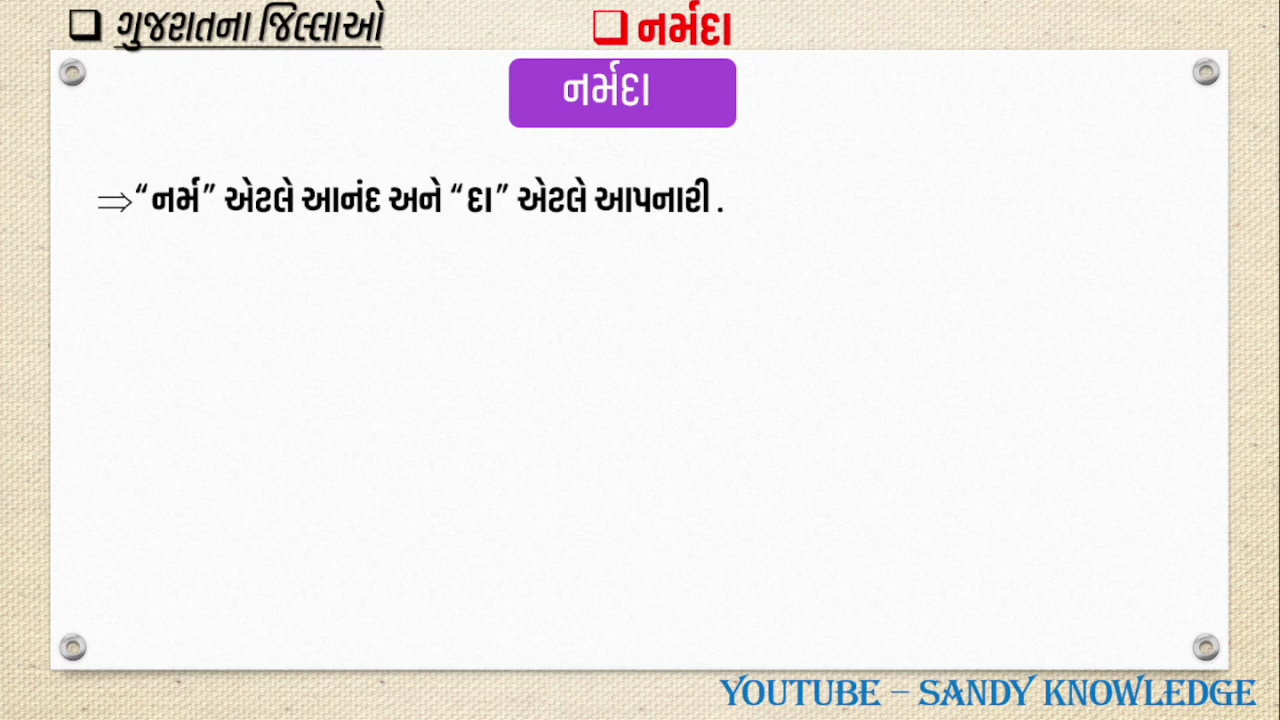 ❑ ગુજરાતના જિલ્લાઓ
❑ નર્મદા
નર્મદા
⇒“નર્મ” એટલે આનંદ અને “દા” એટલે આપનારી .
YOUTUBE – SANDY KNOWLEDGE